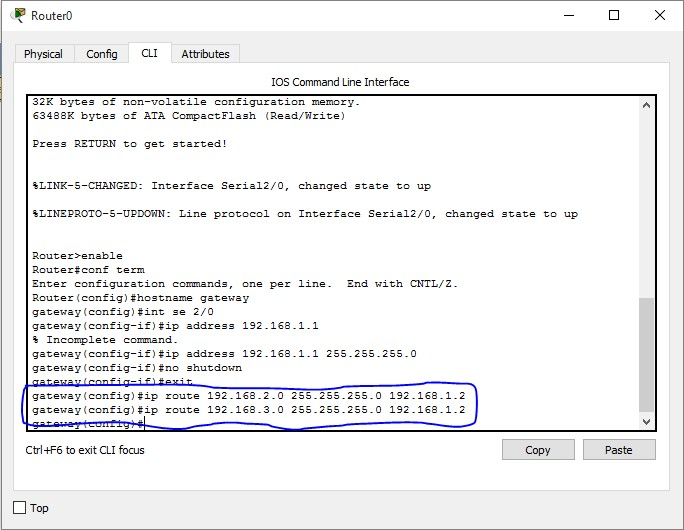 Router0
Physical Config CLI Attributes
IOS Command Line Interface
32K bytes of non-volatile configuration memory.
63488K bytes of ATA CompactFlash (Read/Write)
Press RETURN to get started!
%LINK-5-CHANGED: Interface Serial2/0, changed state to up
%LINEPROTO-5-UPDOWN: Line protocol on Interface Serial2/0, changed state to up
Router>enable
Router#conf term
Enter configuration commands, one per line.  End with CNTL/Z.
Router(config)#hostname gateway
gateway(config)#int se 2/0
gateway(config-if)#ip address 192.168.1.1
% Incomplete command.
gateway(config-if)#ip address 192.168.1.1 255.255.255.0
gateway(config-if)#no shutdown
gateway(config-if)#exit
gateway(config)#ip route 192.168.2.0 255.255.255.0 192.168.1.2
gateway(config)#ip route 192.168.3.0 255.255.255.0 192.168.1.2
gateway(config)#
Ctrl+F6 to exit CLI focus
Copy Paste
Top